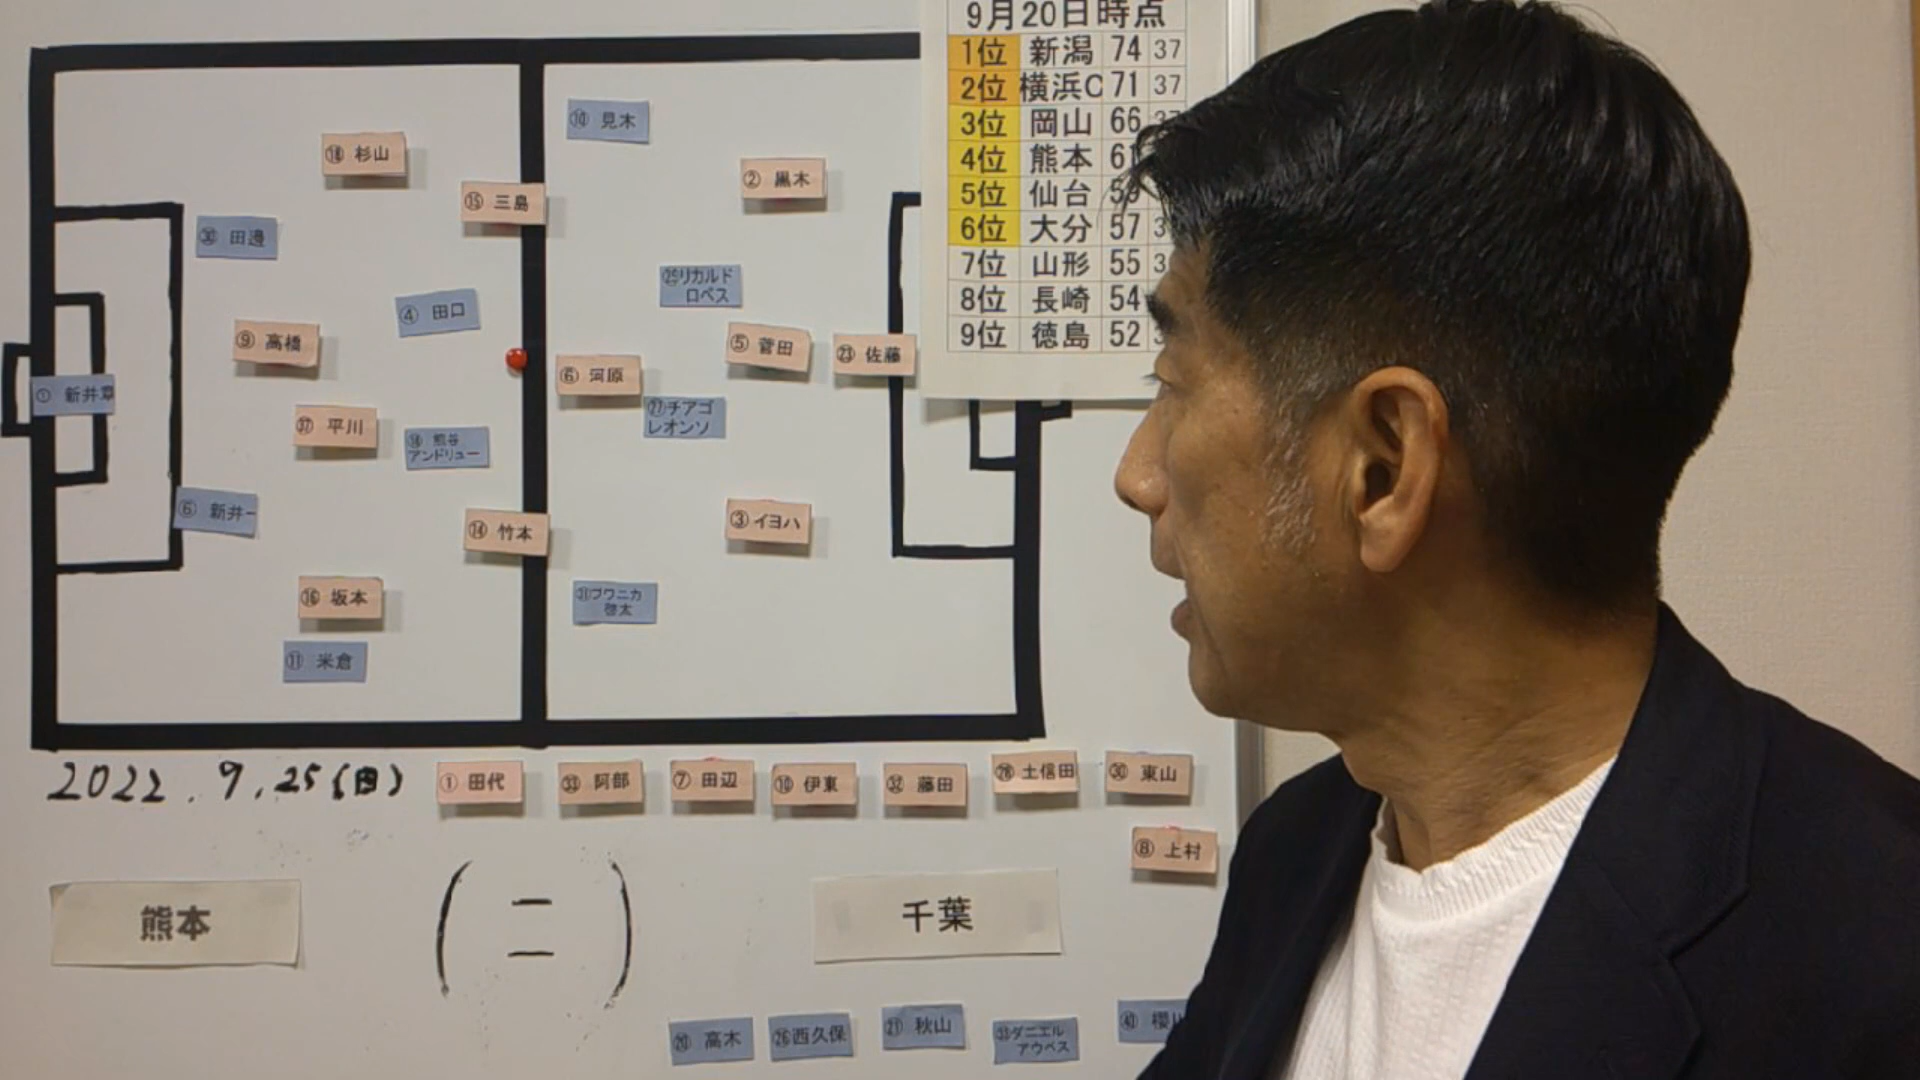 9月20日時点
1位 新潟 74 37
2位 横浜C 71 37
3位 岡山 66
4位 熊本 61
5位 仙台
6位 大分 57
7位 山形 55
8位 長崎 54
9位 徳島 52
⑩ 見木
⑱ 杉山
② 黒木
⑮ 三島
㉚ 田邉
㉕リカルド
ロペス
④ 田口
⑨ 高橋
⑤ 菅田
㉓ 佐藤
⑥ 河原
① 新井章
㉗チアゴ
レオンソ
㊲ 平川
⑱ 熊谷
アンドリュー
⑥ 新井一
③イヨハ
⑭ 竹本
⑯ 坂本
㉛ブワニカ
啓太
⑪ 米倉
2022.9.25(日)
① 田代
㉝ 阿部
⑦ 田辺
⑩ 伊東
㉜ 藤田
㉘土信田
㉚ 東山
⑧ 上村
熊本
( ー
ー )
千葉
⑳ 高木
㉖西久保
㉑ 秋山
ダニエル
アウベス
㊵